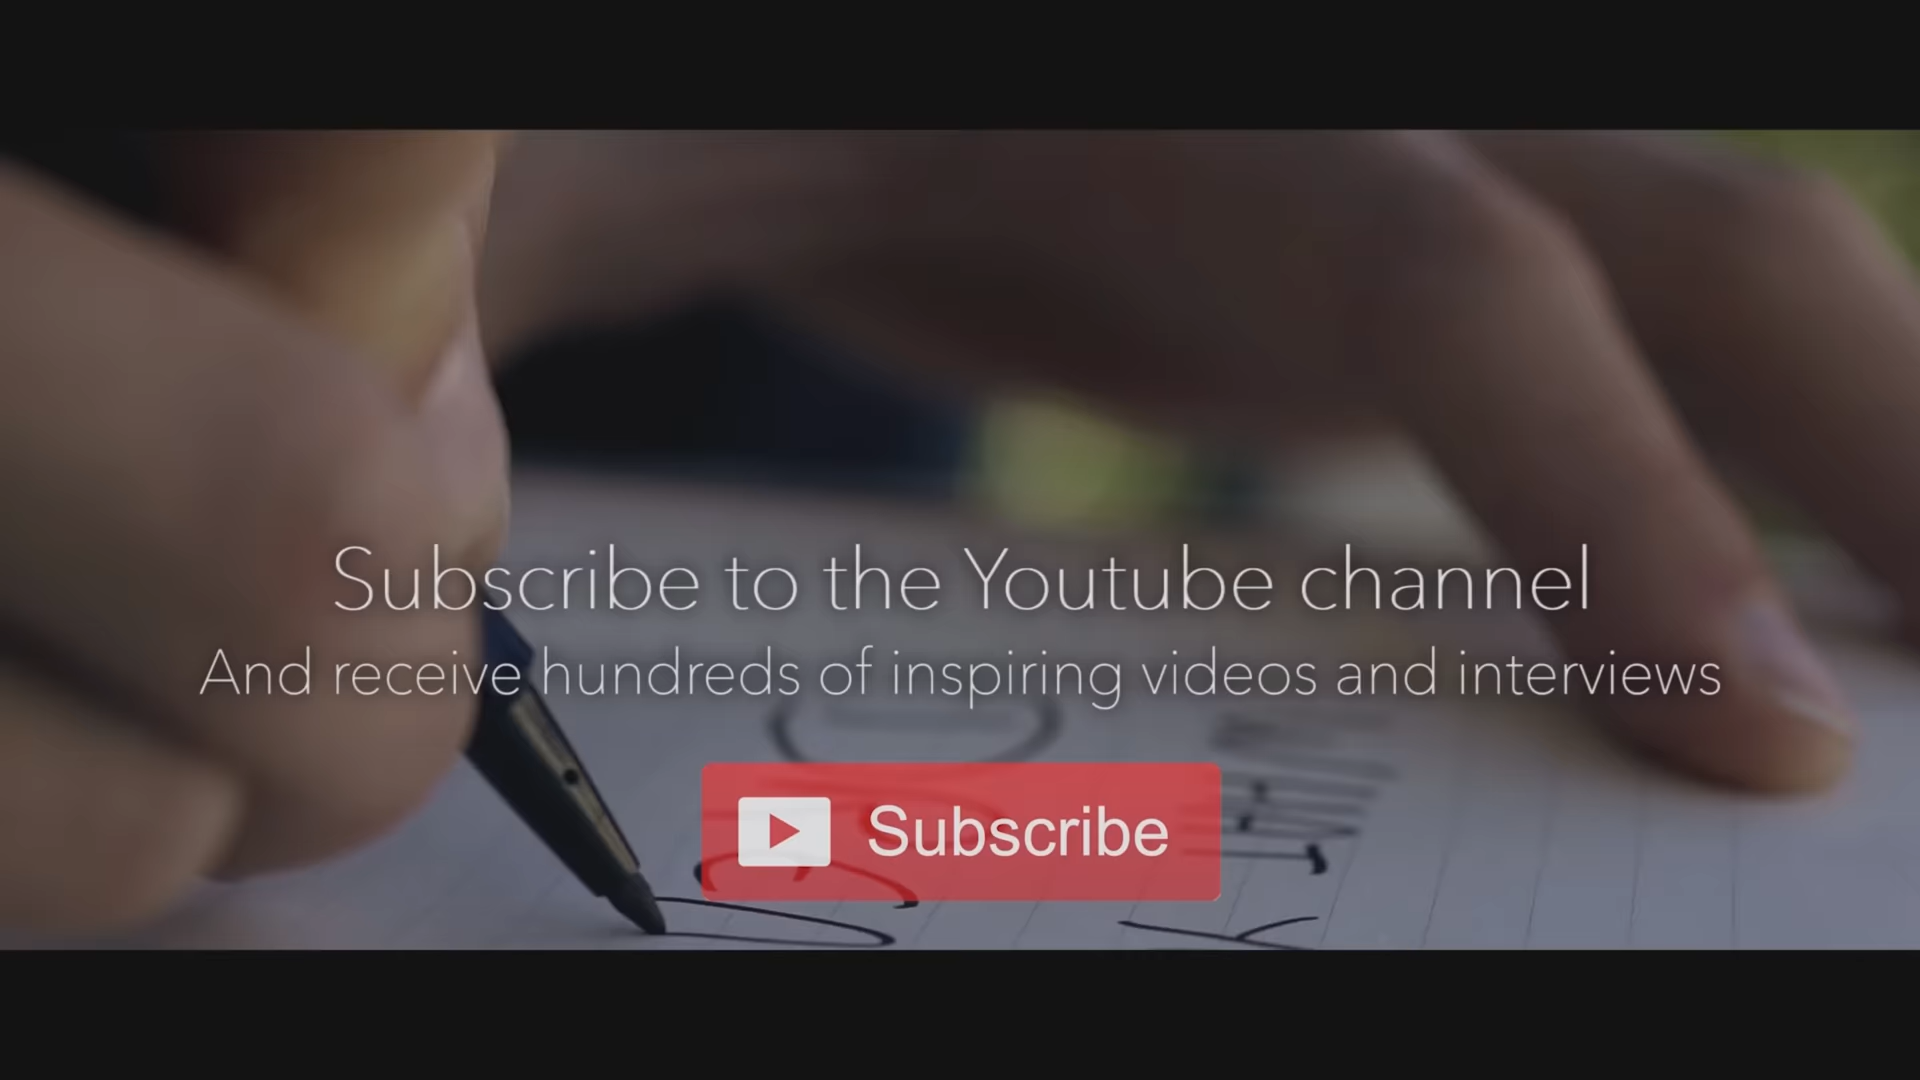 Subscribe to the Youtube channel
And receive hundreds of inspiring videos and interviews
Subscribe